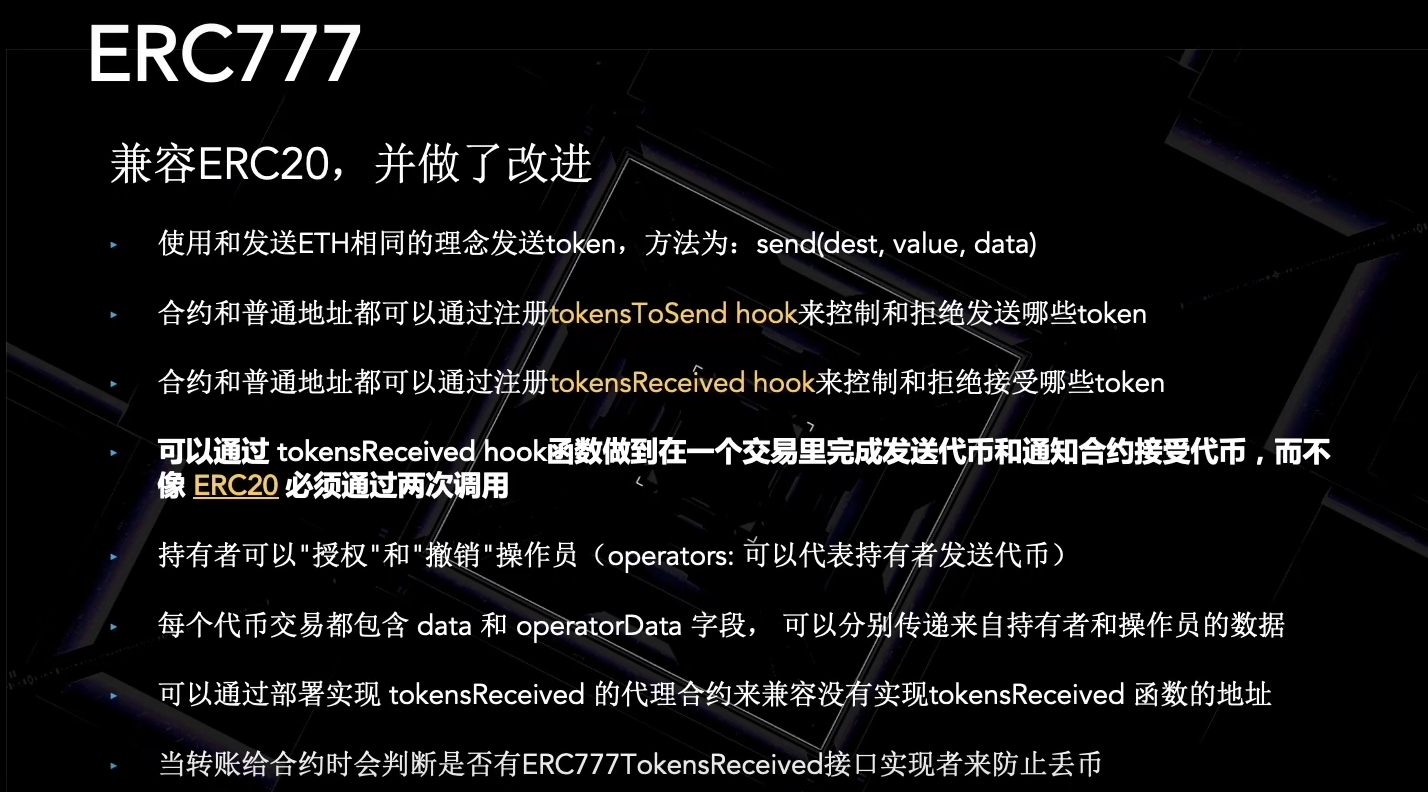 ERC777
兼容ERC20，并做了改进
使用和发送ETH相同的理念发送token，方法为：send(dest, value, data)
合约和普通地址都可以通过注册tokensToSend hook来控制和拒绝发送哪些token
合约和普通地址都可以通过注册tokensReceived hook来控制和拒绝接受哪些token
可以通过 tokensReceived hook函数做到在一个交易里完成发送代币和通知合约接受代币，而不
像 ERC20 必须通过两次调用
持有者可以"授权"和"撤销"操作员（operators: 可以代表持有者发送代币）
每个代币交易都包含 data 和 operatorData 字段， 可以分别传递来自持有者和操作员的数据
可以通过部署实现 tokensReceived 的代理合约来兼容没有实现tokensReceived 函数的地址
当转账给合约时会判断是否有ERC777TokensReceived接口实现者来防止丢币